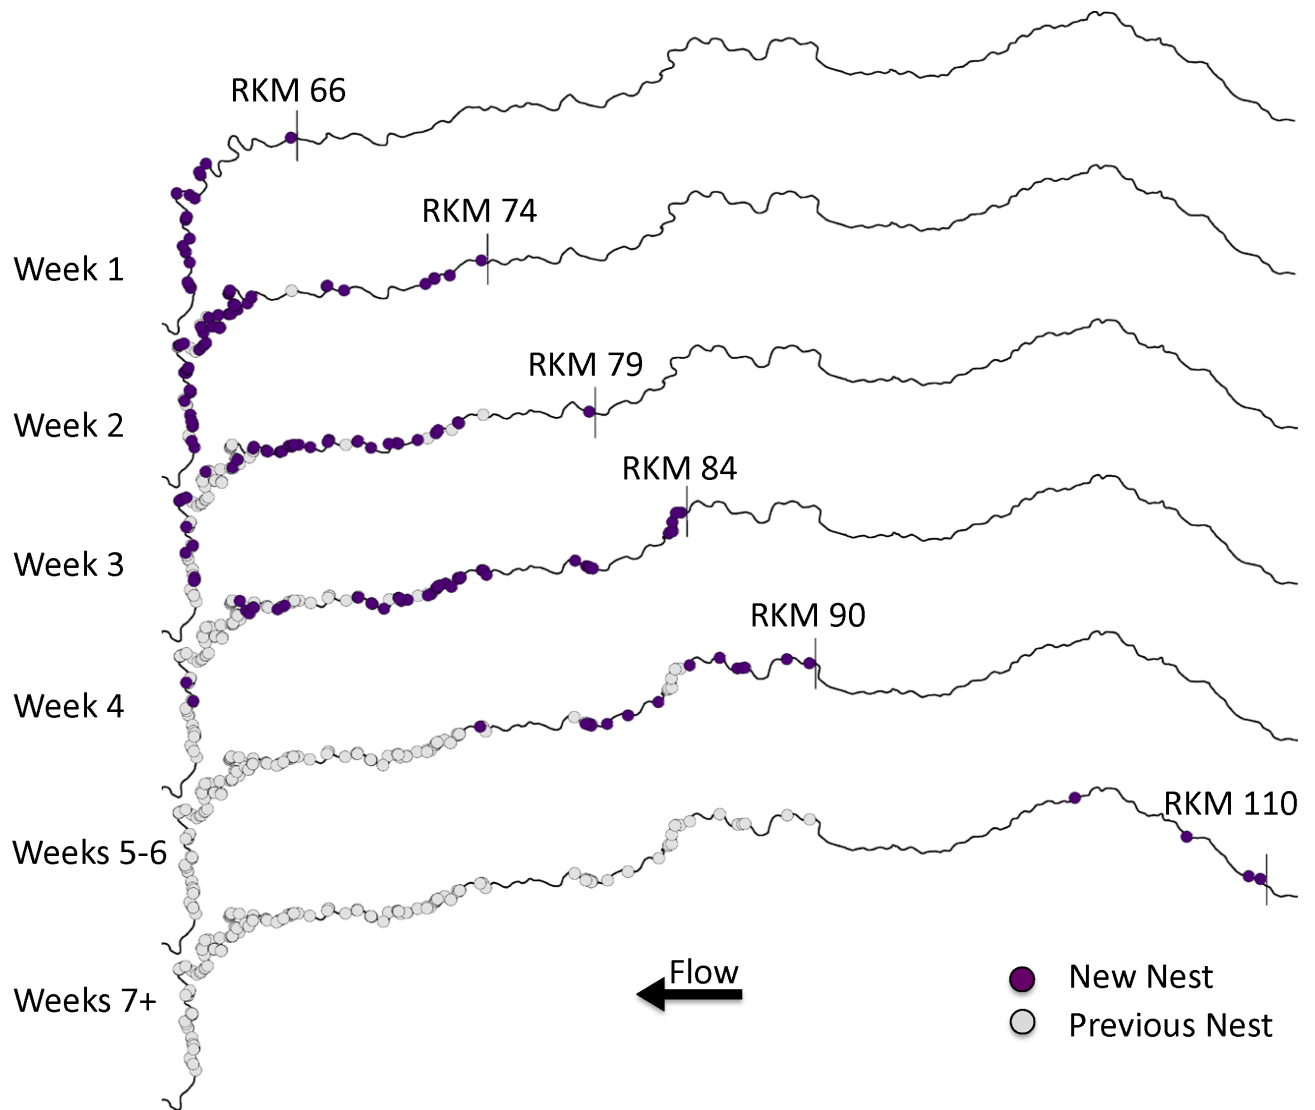 RKM 66
RKM 74
Week 1
RKM 79
Week 2
RKM 84
Week 3
RKM 90
Week 4
RKM 110
Weeks 5-6
Flow
New Nest
Weeks 7+
Previous Nest